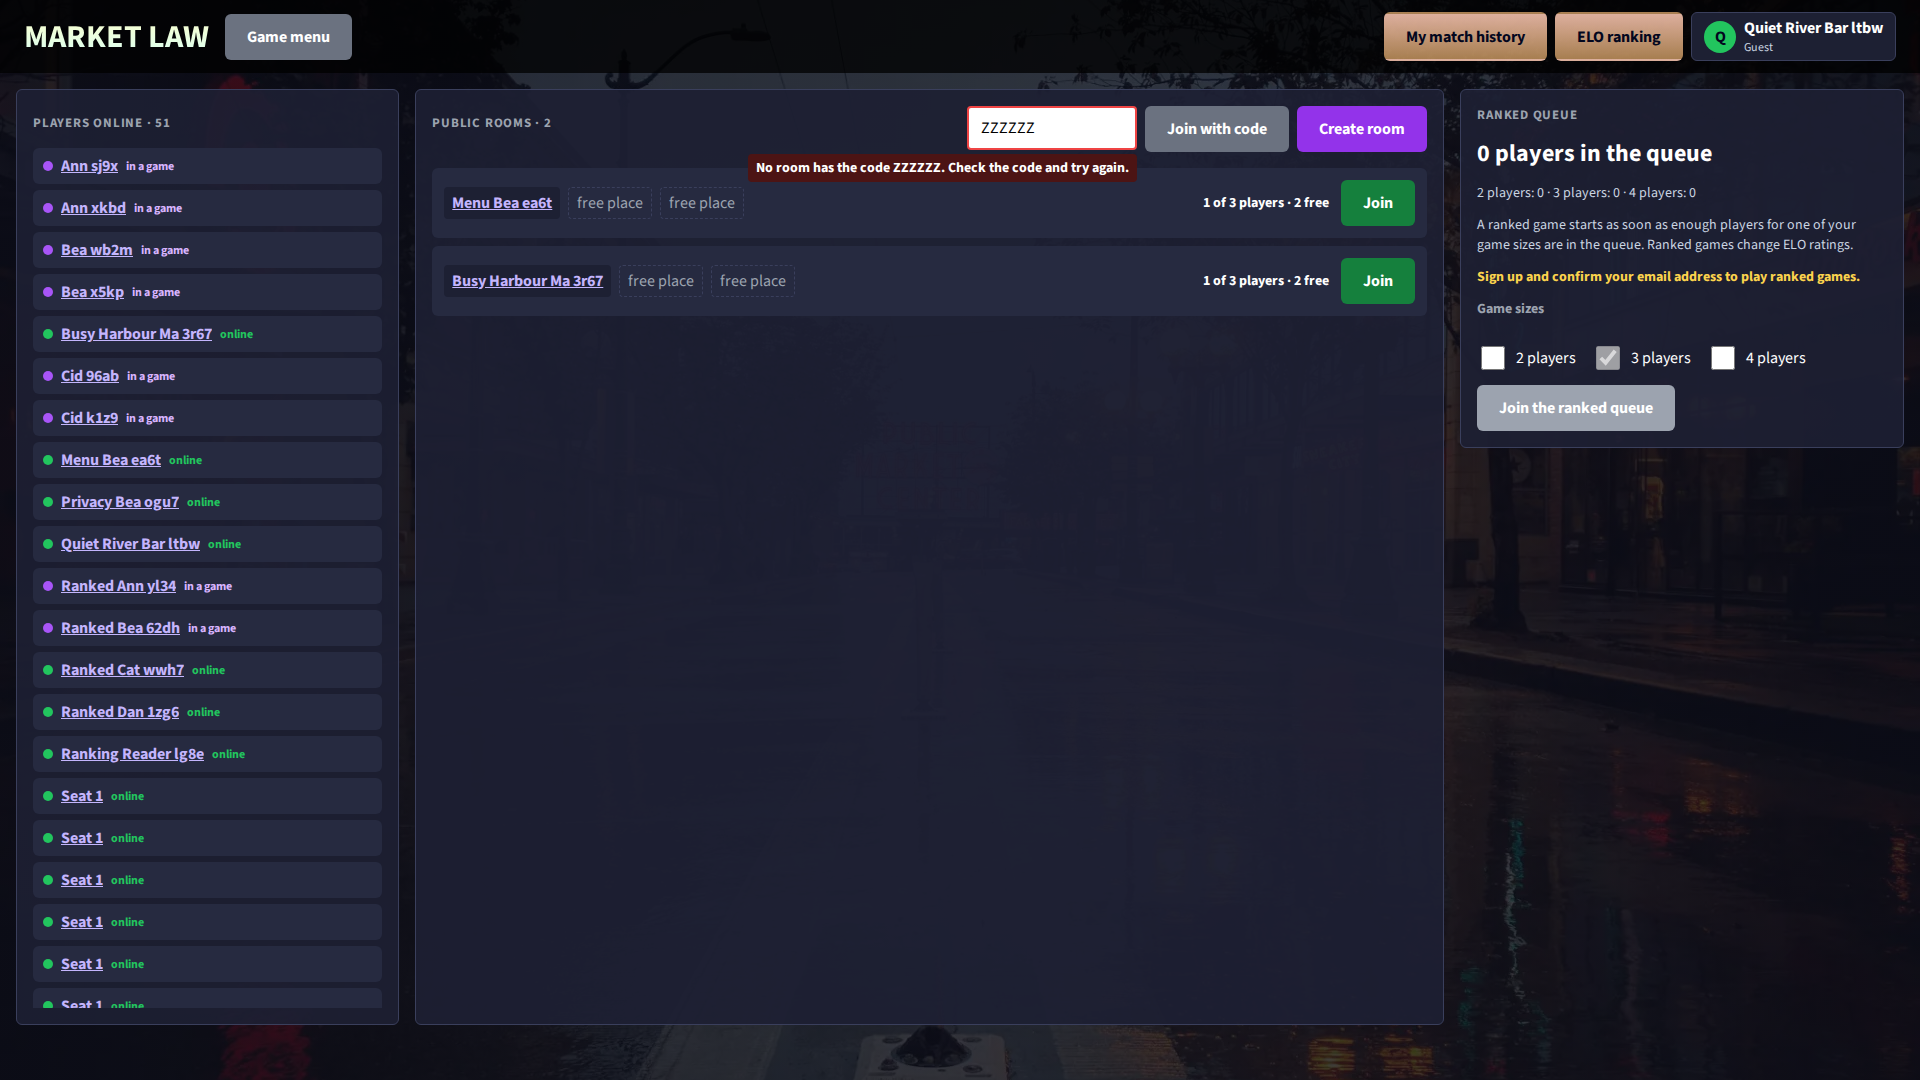 MARKET LAW
Game menu
My match history
ELO ranking
Q
Quiet River Bar ltbw
Guest
PLAYERS ONLINE · 51
Ann sj9x in a game
Ann xkbd in a game
Bea wb2m in a game
Bea x5kp in a game
Busy Harbour Ma 3r67 online
Cid 96ab in a game
Cid k1z9 in a game
Menu Bea ea6t online
Privacy Bea ogu7 online
Quiet River Bar ltbw online
Ranked Ann yl34 in a game
Ranked Bea 62dh in a game
Ranked Cat wwh7 online
Ranked Dan 1zg6 online
Ranking Reader lg8e online
Seat 1 online
Seat 1 online
Seat 1 online
Seat 1 online
Seat 1 online
Seat 1 online
PUBLIC ROOMS · 2
ZZZZZZ
Join with code
Create room
No room has the code ZZZZZZ. Check the code and try again.
Menu Bea ea6t free place free place 1 of 3 players · 2 free Join
Busy Harbour Ma 3r67 free place free place 1 of 3 players · 2 free Join
RANKED QUEUE
0 players in the queue
2 players: 0 · 3 players: 0 · 4 players: 0
A ranked game starts as soon as enough players for one of your
game sizes are in the queue. Ranked games change ELO ratings.
Sign up and confirm your email address to play ranked games.
Game sizes
2 players 3 players 4 players
Join the ranked queue